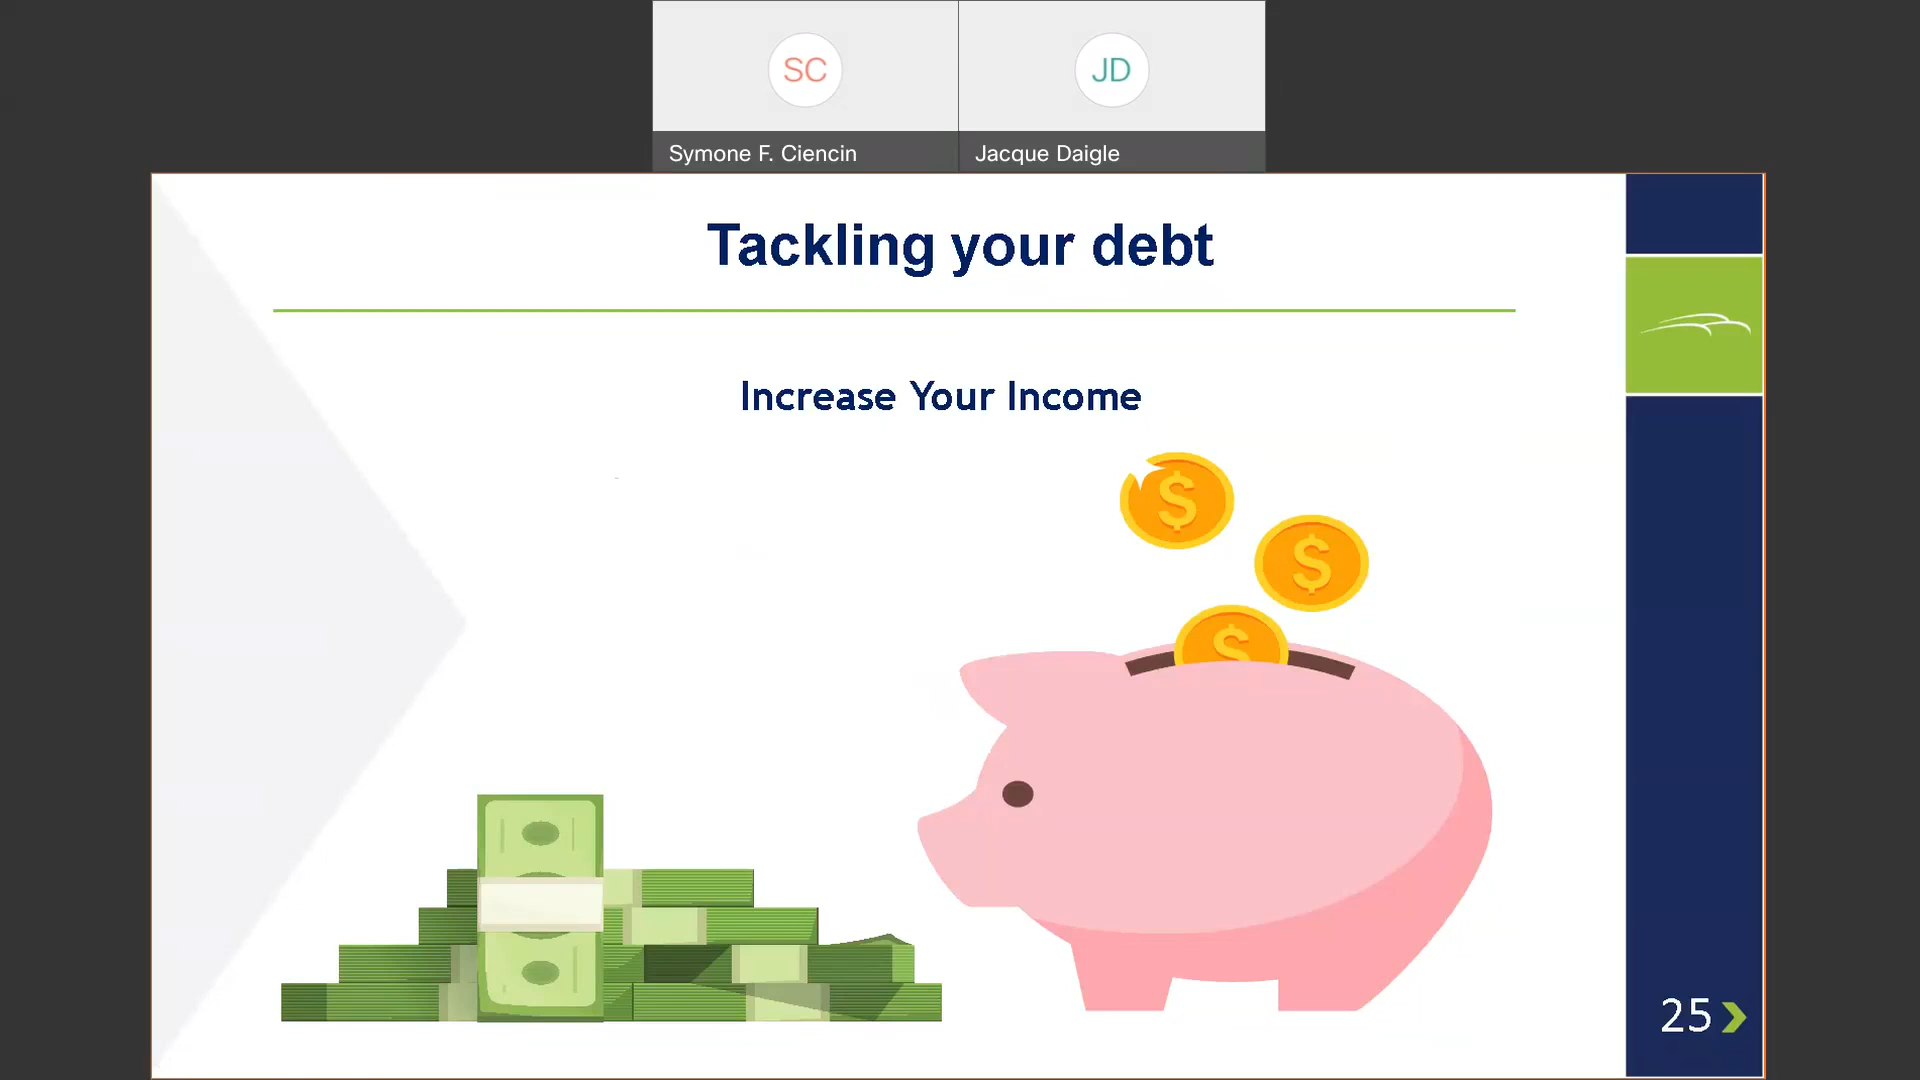 SC
JD
Symone F. Ciencin
Jacque Daigle
Tackling your debt
Increase Your Income
$
$
$
25